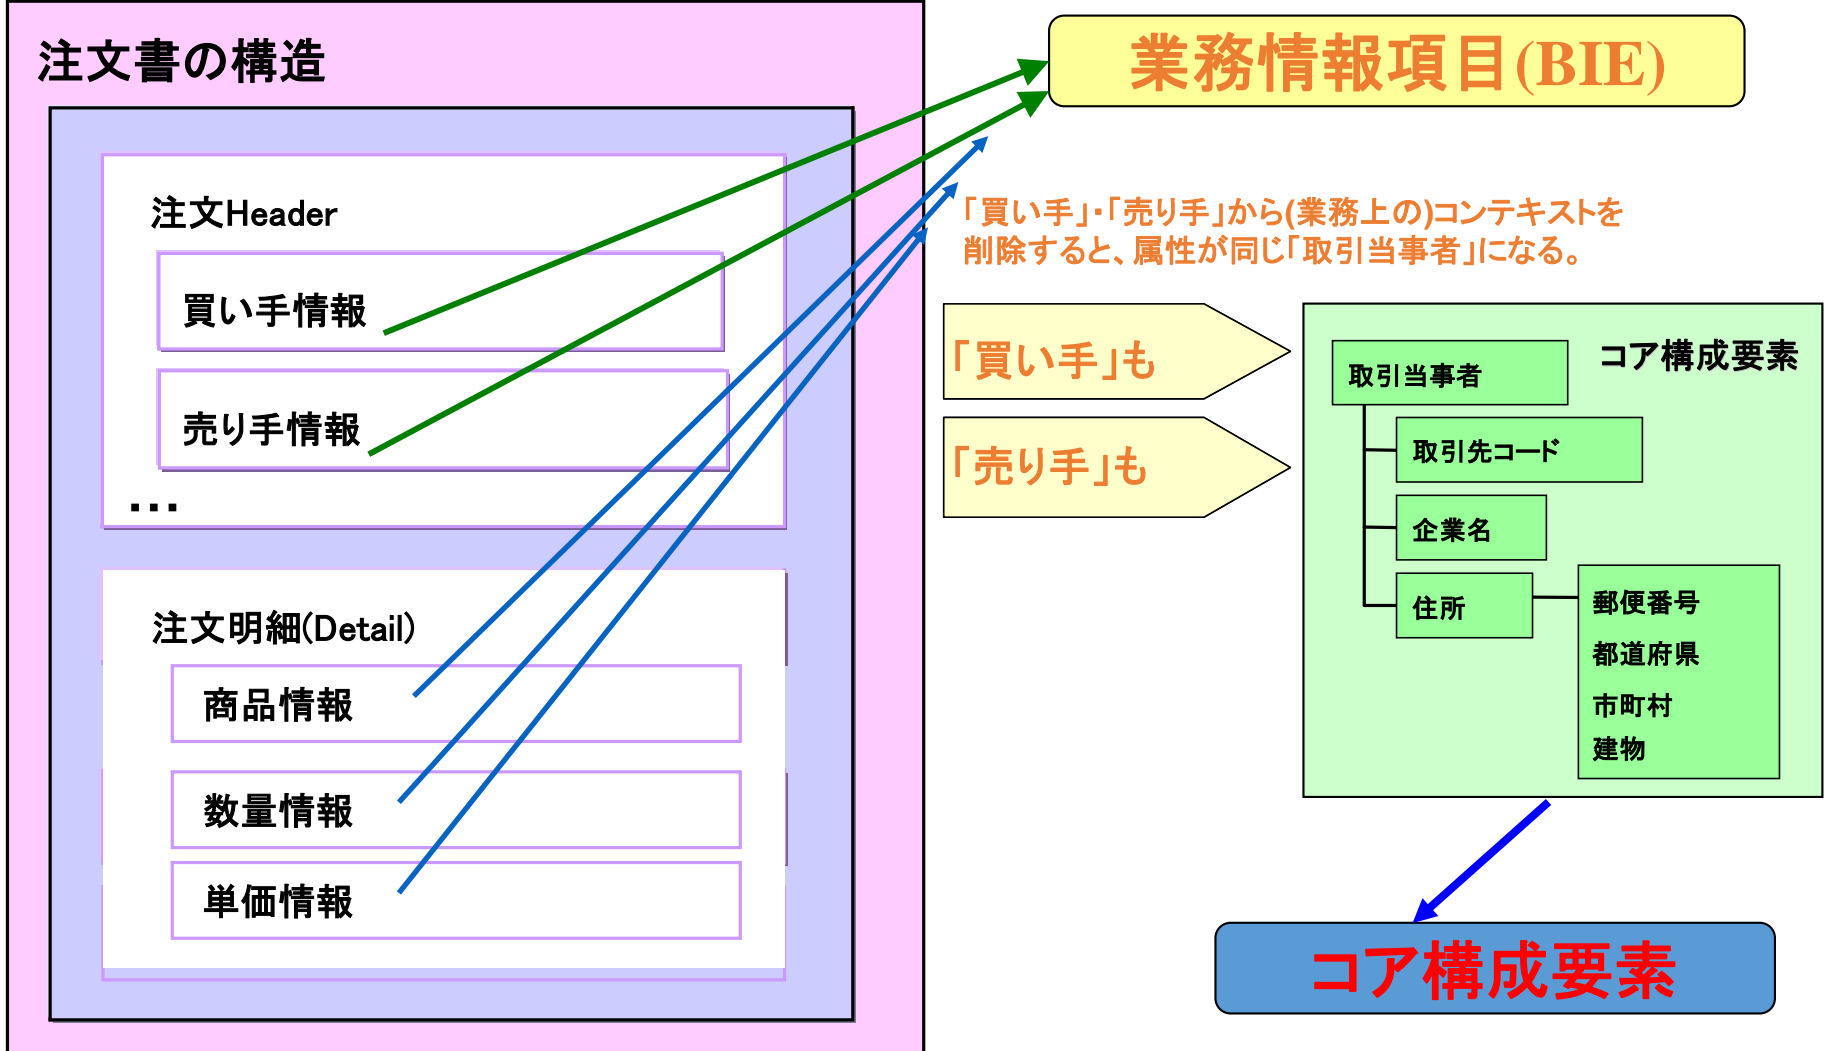 注文書の構造
注文Header
買い手情報
売り手情報
...
注文明細(Detail)
商品情報
数量情報
単価情報
業務情報項目(BIE)
「買い手」・「売り手」から(業務上の)コンテキストを
削除すると、属性が同じ「取引当事者」になる。
「買い手」も
「売り手」も
コア構成要素
取引当事者
取引先コード
企業名
住所
郵便番号
都道府県
市町村
建物
コア構成要素